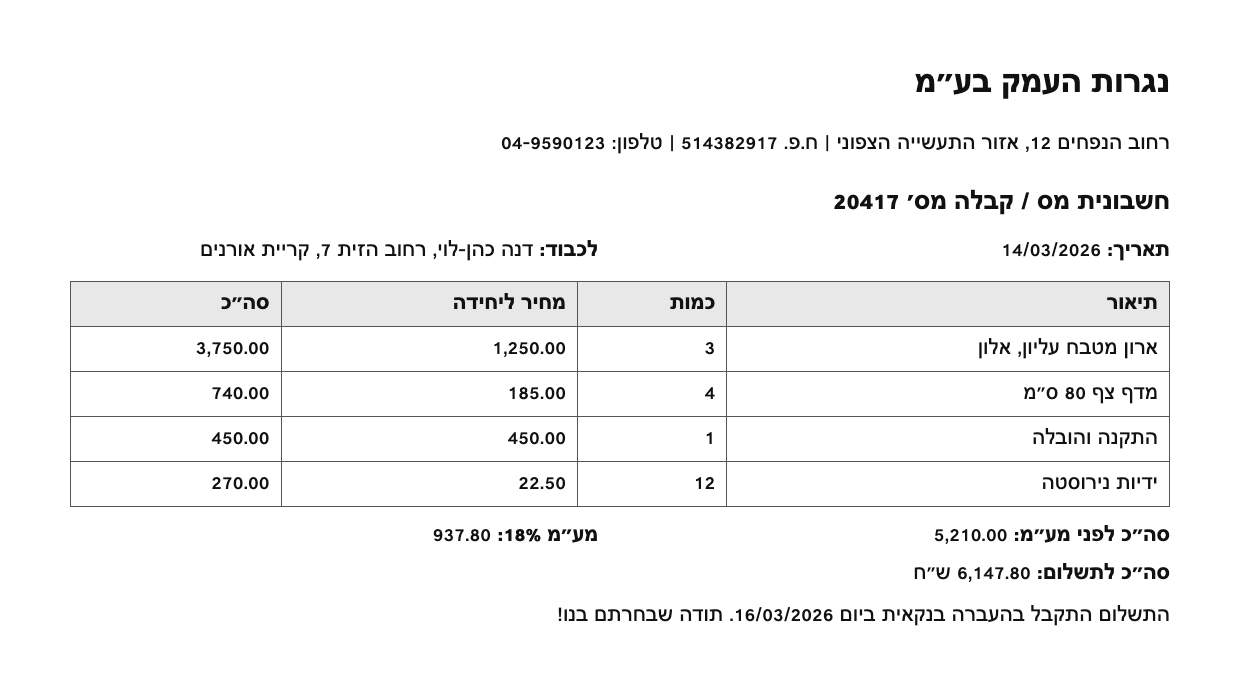 נגרות העמק בע״מ
רחוב הנפחים 12, אזור התעשייה הצפוני | ח.פ. 514382917 | טלפון: 04-9590123
חשבונית מס / קבלה מס׳ 20417
תאריך: 14/03/2026 לכבוד: דנה כהן-לוי, רחוב הזית 7, קריית אורנים
תיאור כמות מחיר ליחידה סה״כ
ארון מטבח עליון, אלון 3 1,250.00 3,750.00
מדף צף 80 ס״מ 4 185.00 740.00
התקנה והובלה 1 450.00 450.00
ידיות נירוסטה 12 22.50 270.00
סה״כ לפני מע״מ: 5,210.00 מע״מ 18%: 937.80
סה״כ לתשלום: 6,147.80 ש״ח
התשלום התקבל בהעברה בנקאית ביום 16/03/2026. תודה שבחרתם בנו!